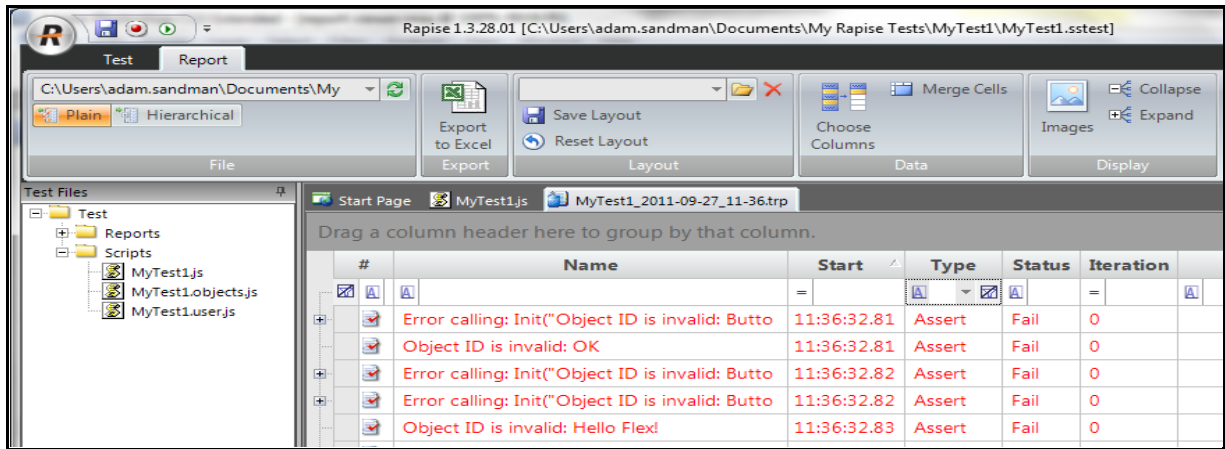 Rapise 1.3.28.01 [C:\Users\adam.sandman\Documents\My Rapise Tests\MyTest1\MyTest1.sstest]
Test Report
C:\Users\adam.sandman\Documents\My
Plain Hierarchical
File
Export to Excel
Export
Save Layout
Reset Layout
Layout
Choose Columns
Merge Cells
Data
Images
Collapse
Expand
Display
Test Files
Test
Reports
Scripts
MyTest1.js
MyTest1.objects.js
MyTest1.user.js
Start Page MyTest1.js MyTest1_2011-09-27_11-36.trp
Drag a column header here to group by that column.
# Name Start Type Status Iteration
A A = A A = A
Error calling: Init("Object ID is invalid: Butto 11:36:32.81 Assert Fail 0
Object ID is invalid: OK 11:36:32.81 Assert Fail 0
Error calling: Init("Object ID is invalid: Butto 11:36:32.82 Assert Fail 0
Error calling: Init("Object ID is invalid: Butto 11:36:32.82 Assert Fail 0
Object ID is invalid: Hello Flex! 11:36:32.83 Assert Fail 0